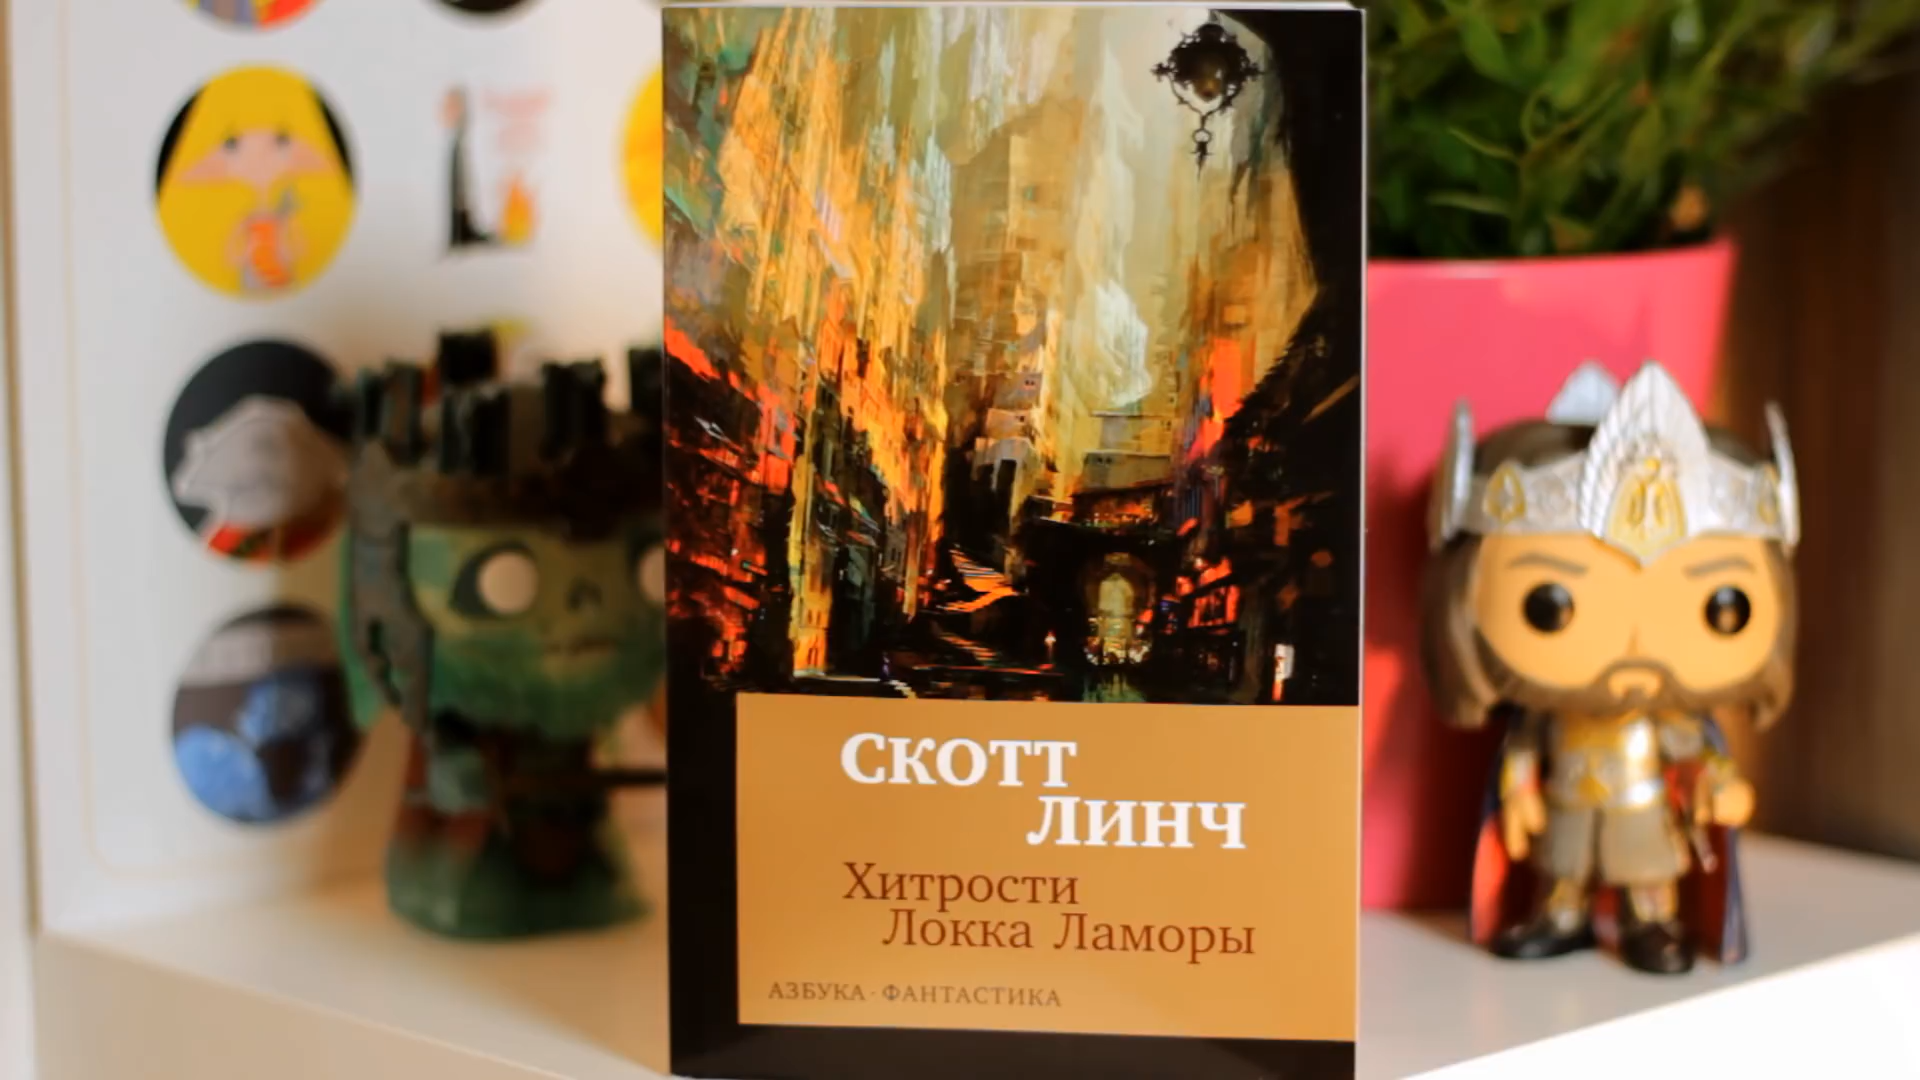 СКОТТ
ЛИНЧ
Хитрости
Локка Ламоры
АЗБУКА · ФАНТАСТИКА